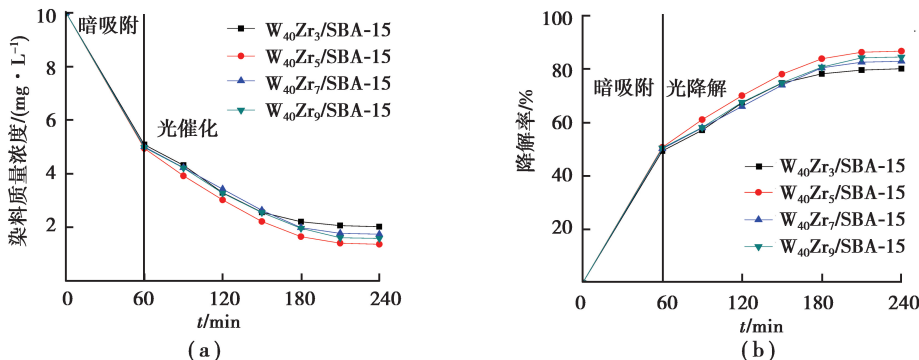 10
8
6
4
2
0
60
120
180
240
染料质量浓度/(mg·L⁻¹)
t/min
暗吸附
光催化
W₄₀Zr₃/SBA-15
W₄₀Zr₅/SBA-15
W₄₀Zr₇/SBA-15
W₄₀Zr₉/SBA-15
(a)
100
80
60
40
20
0
60
120
180
240
降解率/%
t/min
暗吸附
光降解
W₄₀Zr₃/SBA-15
W₄₀Zr₅/SBA-15
W₄₀Zr₇/SBA-15
W₄₀Zr₉/SBA-15
(b)